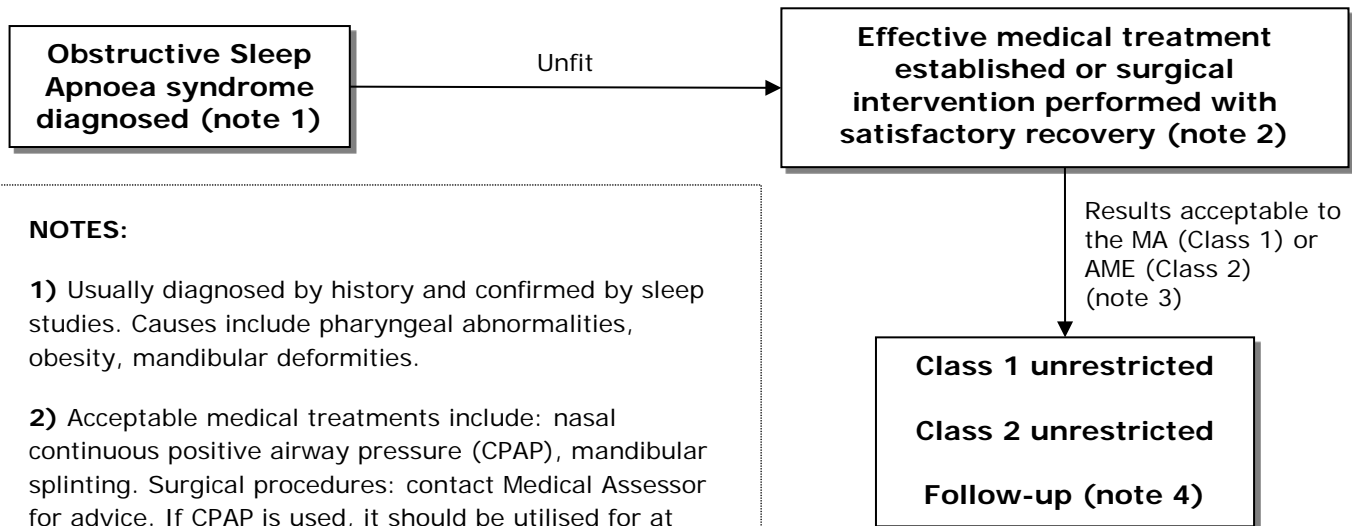 Obstructive Sleep
Apnoea syndrome
diagnosed (note 1)
Unfit
Effective medical treatment
established or surgical
intervention performed with
satisfactory recovery (note 2)
Results acceptable to
the MA (Class 1) or
AME (Class 2)
(note 3)
Class 1 unrestricted
Class 2 unrestricted
Follow-up (note 4)
NOTES:
1) Usually diagnosed by history and confirmed by sleep
studies. Causes include pharyngeal abnormalities,
obesity, mandibular deformities.
2) Acceptable medical treatments include: nasal
continuous positive airway pressure (CPAP), mandibular
splinting. Surgical procedures: contact Medical Assessor
for advice. If CPAP is used, it should be utilised for at